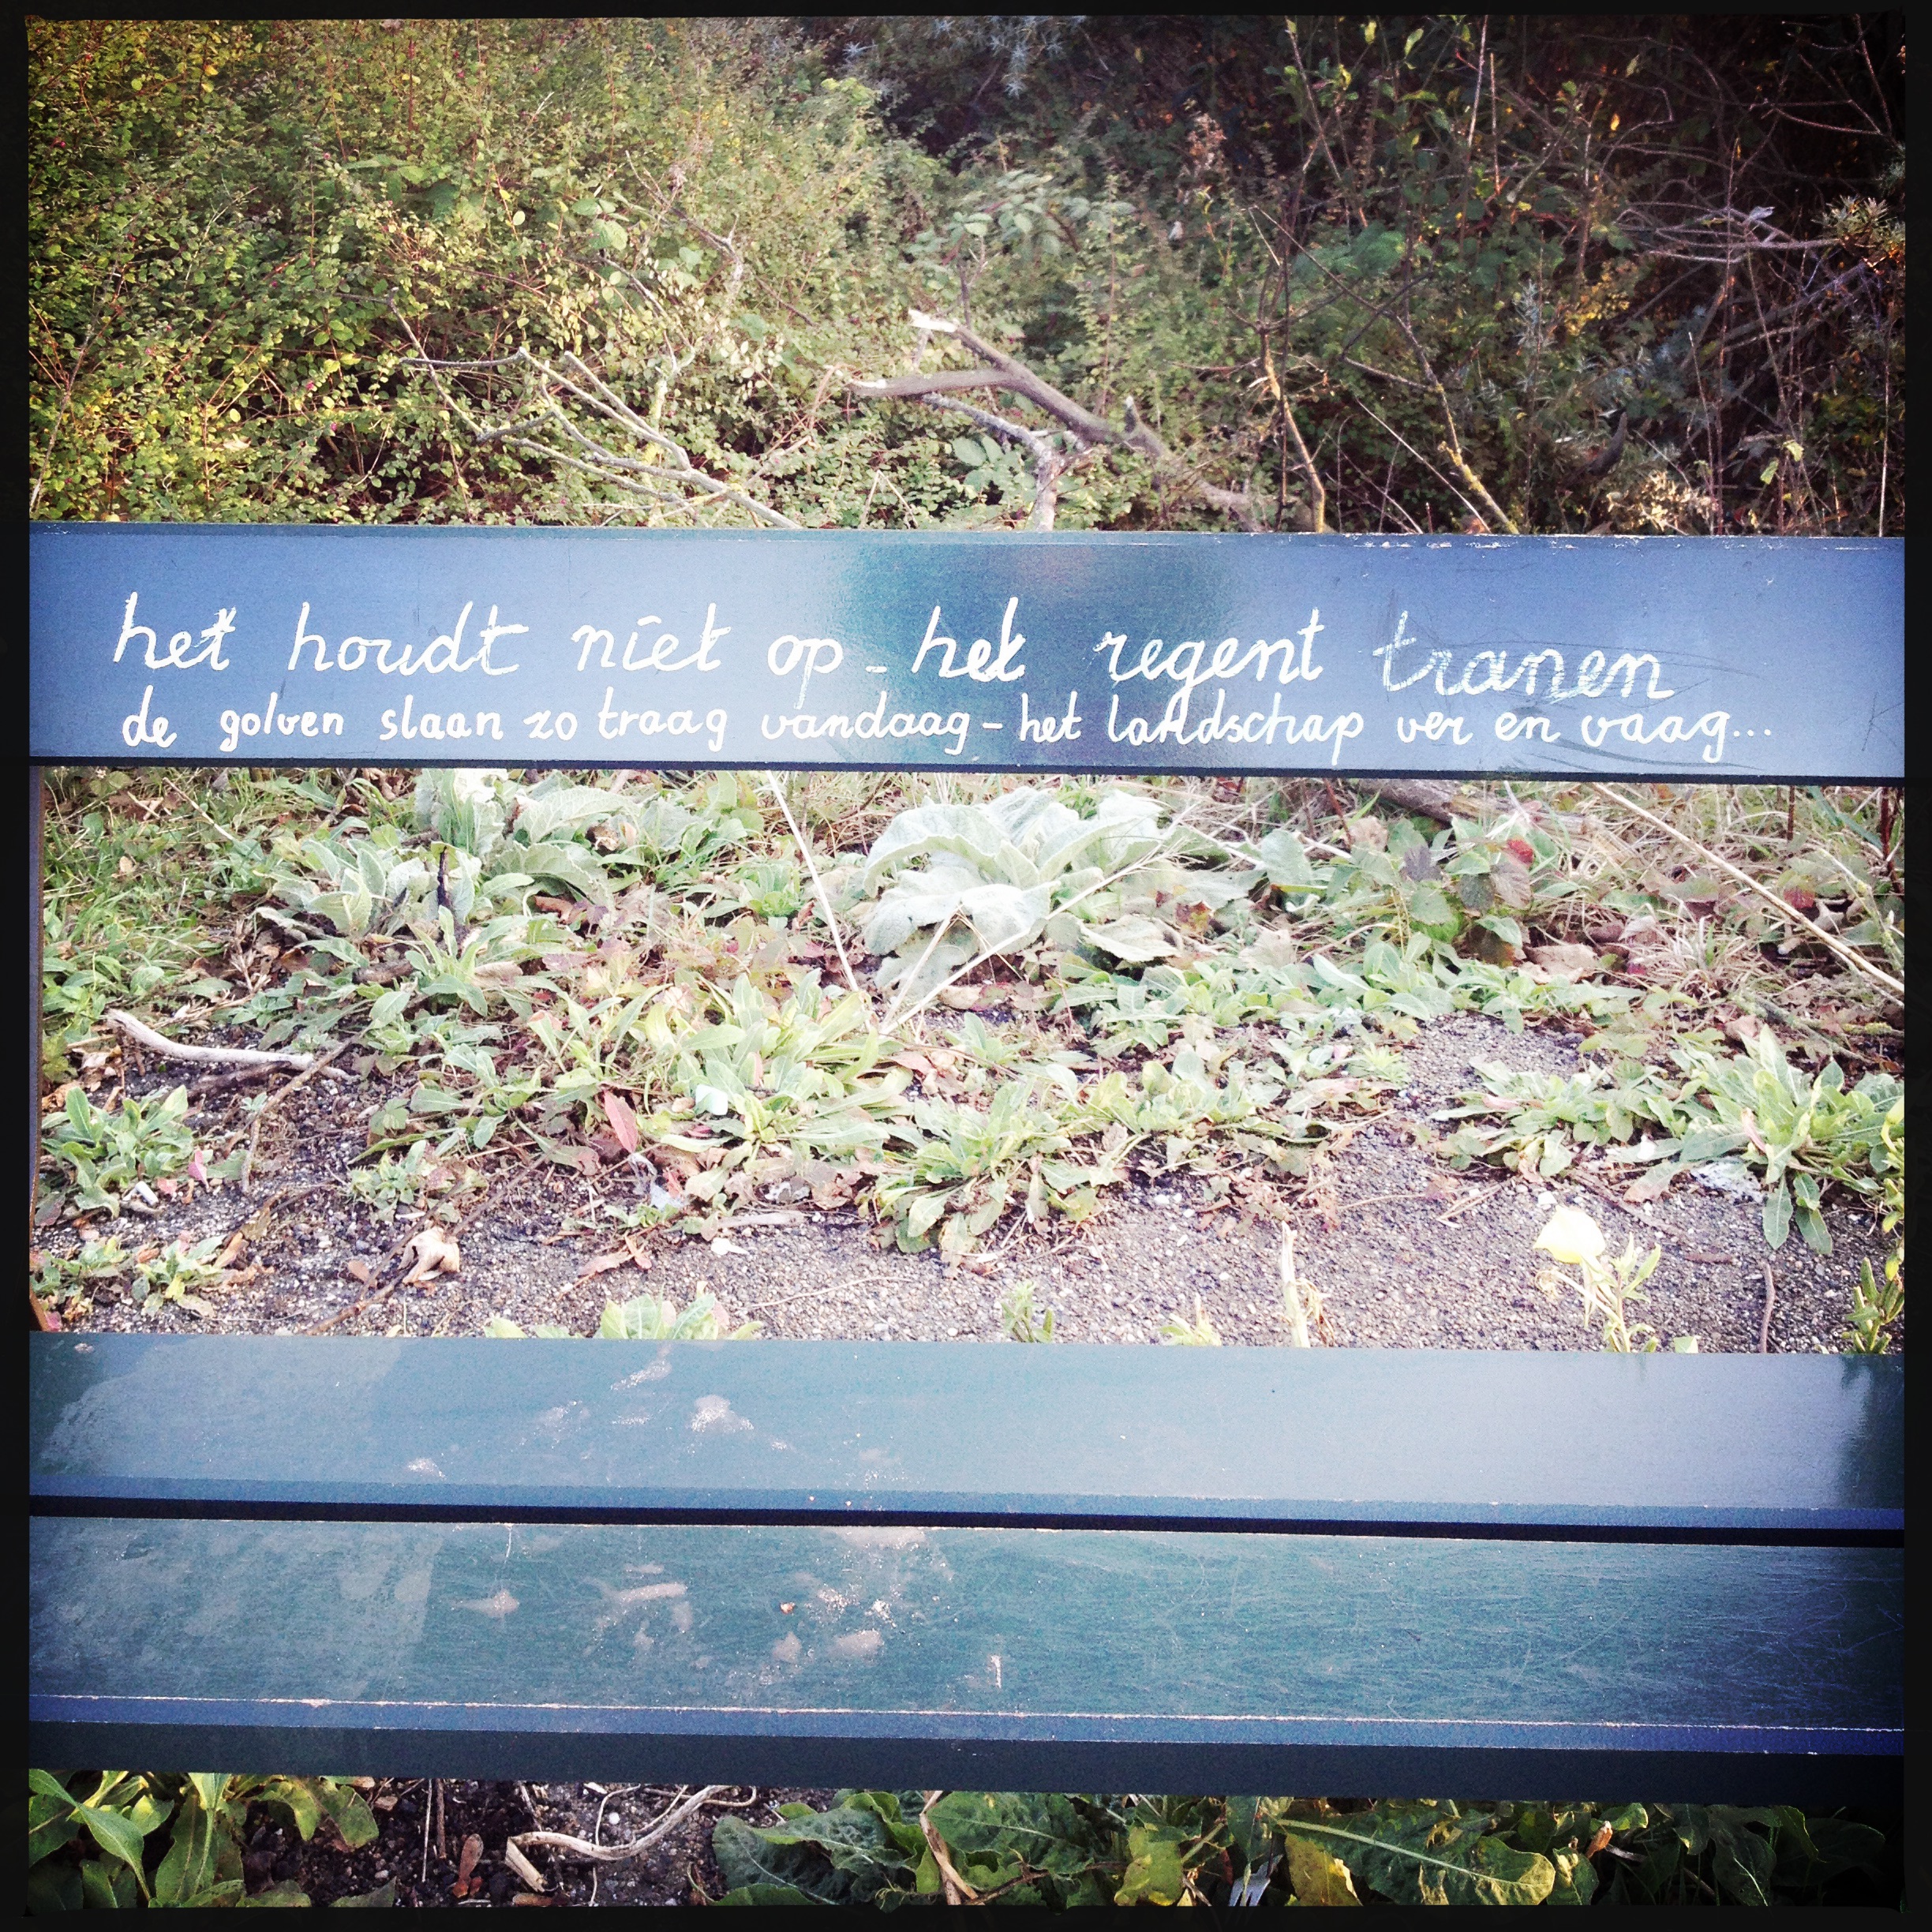 het houdt niet op - het regent tranen
de golven slaan zo traag vandaag - het landschap ver en vaag...